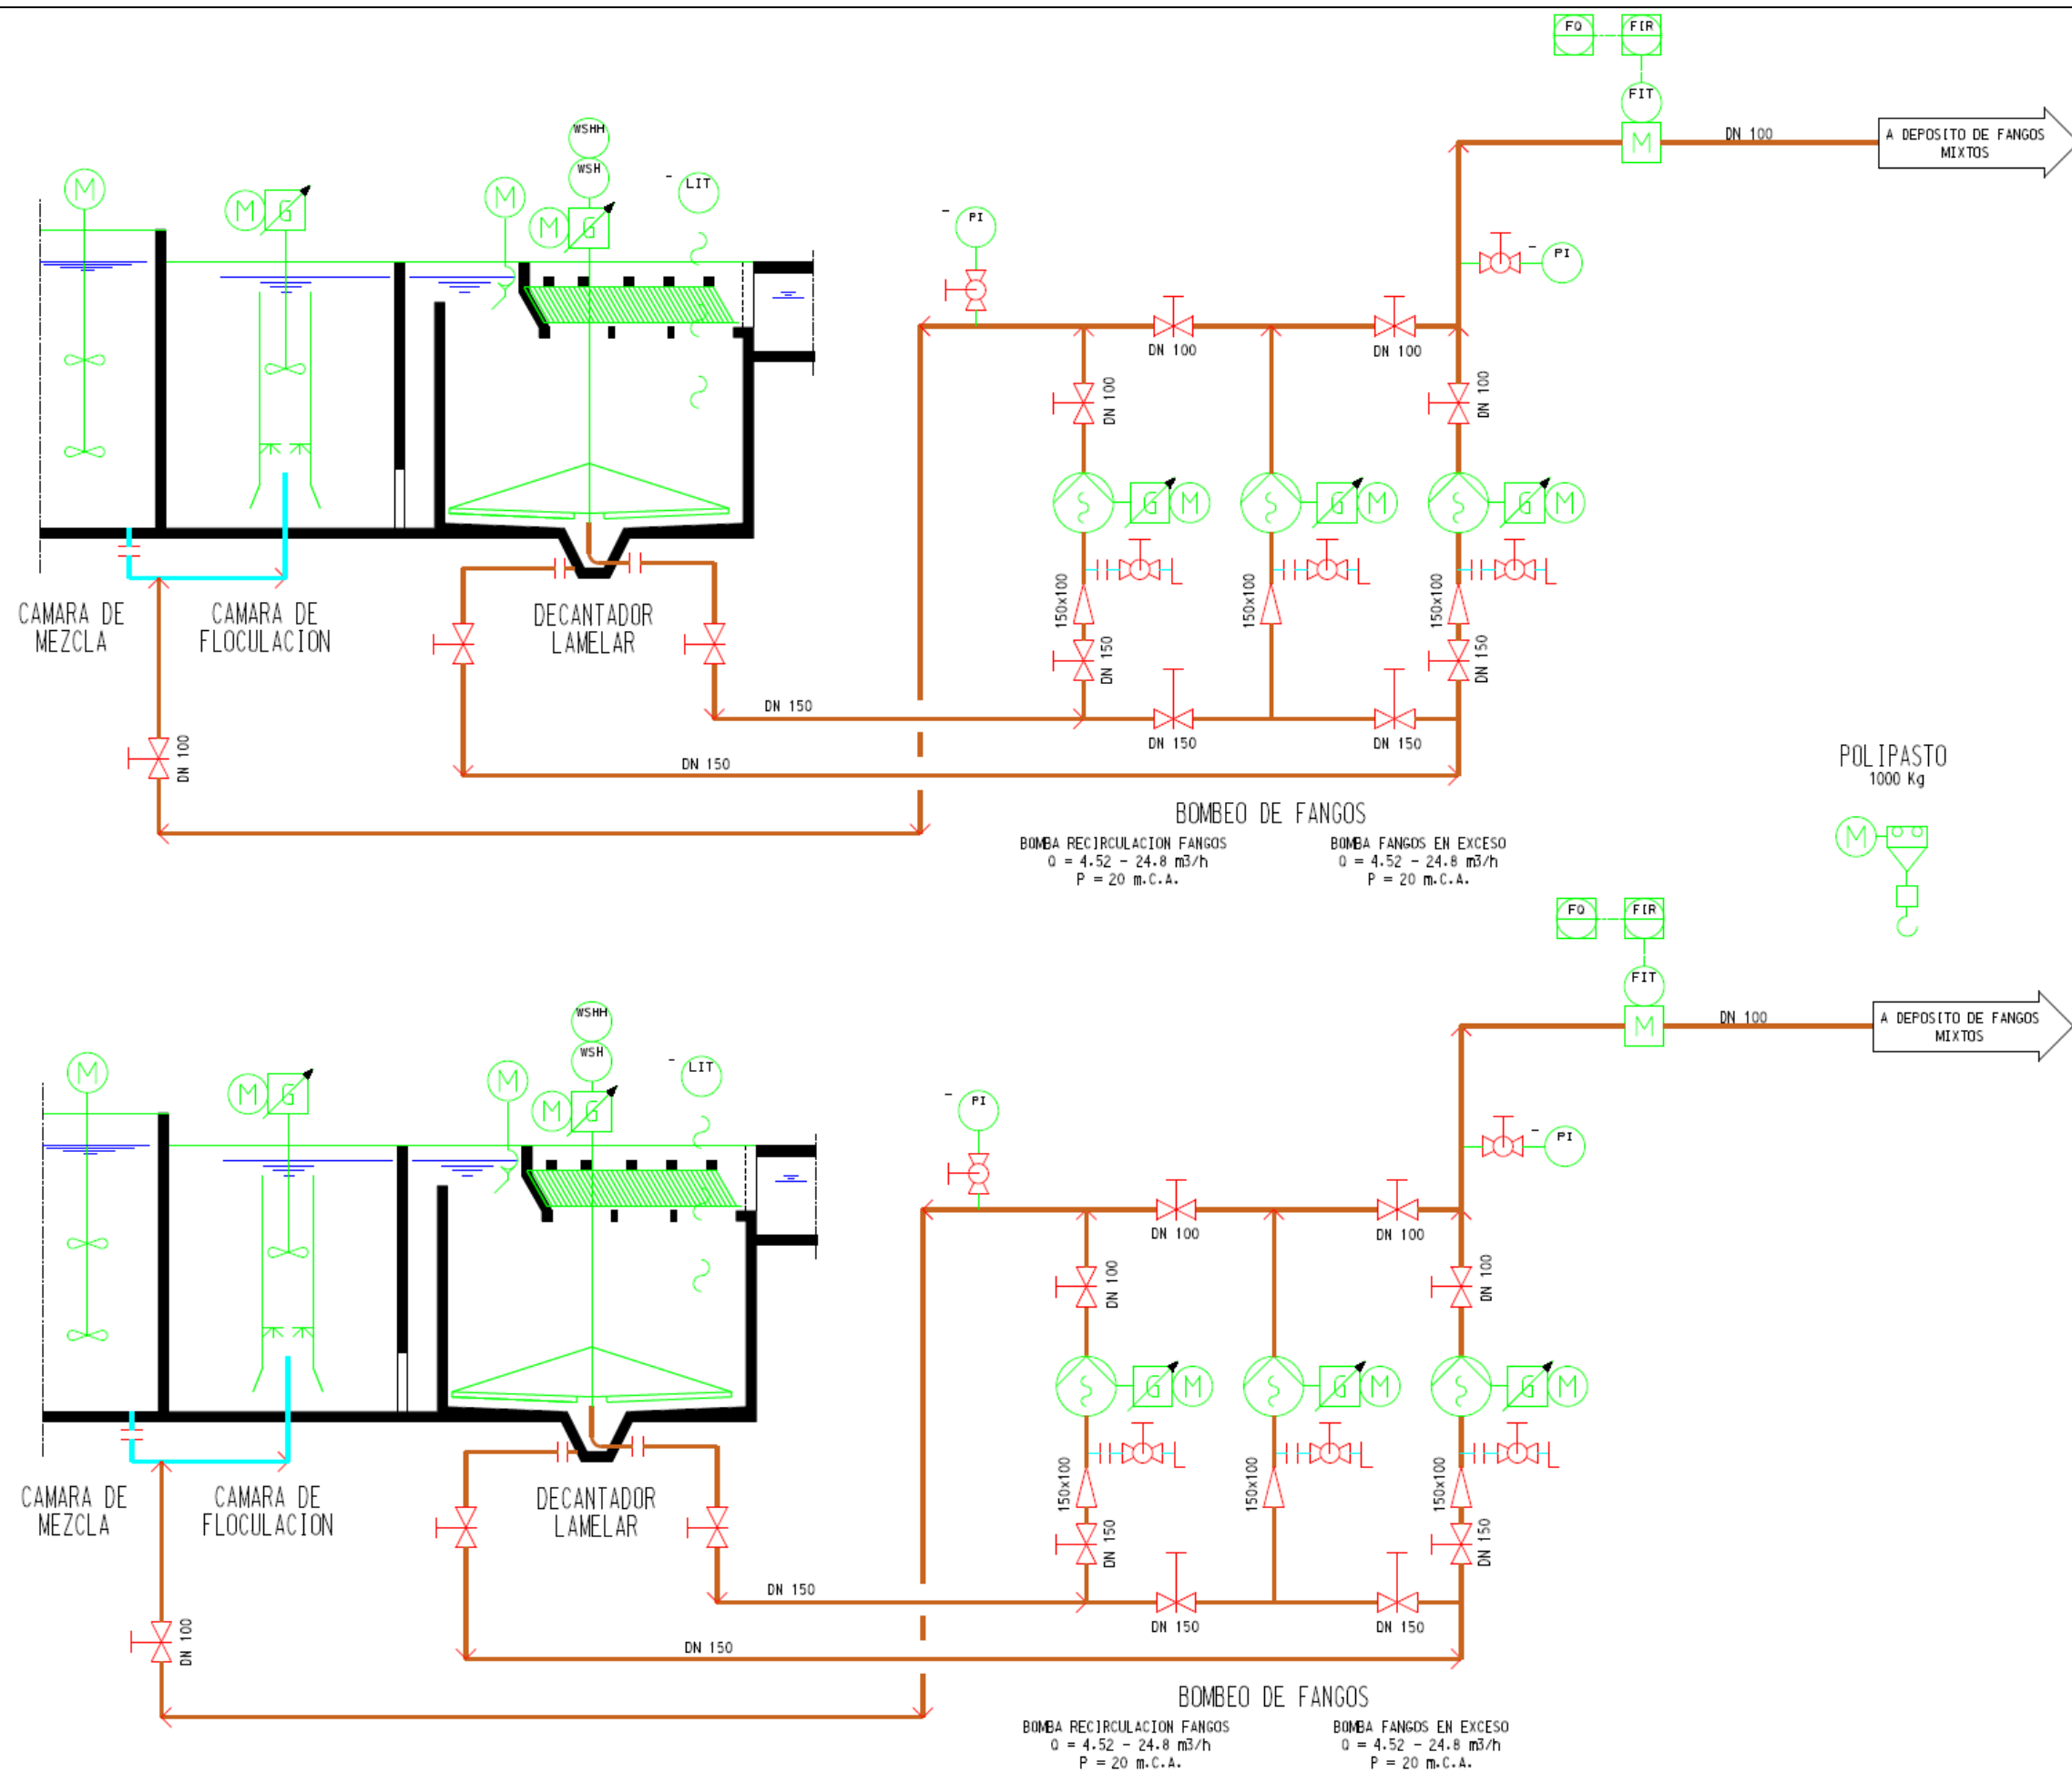 FQ
FIR
FIT
M
DN 100
A DEPOSITO DE FANGOS
MIXTOS
WSHH
WSH
M
M
G
M
M
G
- LIT
- PI
- PI
DN 100
DN 100
DN 100
DN 100
G
M
G
M
G
M
150x100
150x100
150x100
DN 150
DN 150
CAMARA DE
MEZCLA
CAMARA DE
FLOCULACION
DECANTADOR
LAMELAR
DN 150
DN 150
DN 150
DN 100
DN 150
BOMBEO DE FANGOS
BOMBA RECIRCULACION FANGOS
Q = 4.52 - 24.8 m3/h
P = 20 m.C.A.
BOMBA FANGOS EN EXCESO
Q = 4.52 - 24.8 m3/h
P = 20 m.C.A.
POLIPASTO
1000 Kg
M
FQ
FIR
FIT
M
DN 100
A DEPOSITO DE FANGOS
MIXTOS
WSHH
WSH
M
M
G
M
M
G
- LIT
- PI
- PI
DN 100
DN 100
DN 100
DN 100
G
M
G
M
G
M
150x100
150x100
150x100
DN 150
DN 150
CAMARA DE
MEZCLA
CAMARA DE
FLOCULACION
DECANTADOR
LAMELAR
DN 150
DN 150
DN 150
DN 100
DN 150
BOMBEO DE FANGOS
BOMBA RECIRCULACION FANGOS
Q = 4.52 - 24.8 m3/h
P = 20 m.C.A.
BOMBA FANGOS EN EXCESO
Q = 4.52 - 24.8 m3/h
P = 20 m.C.A.